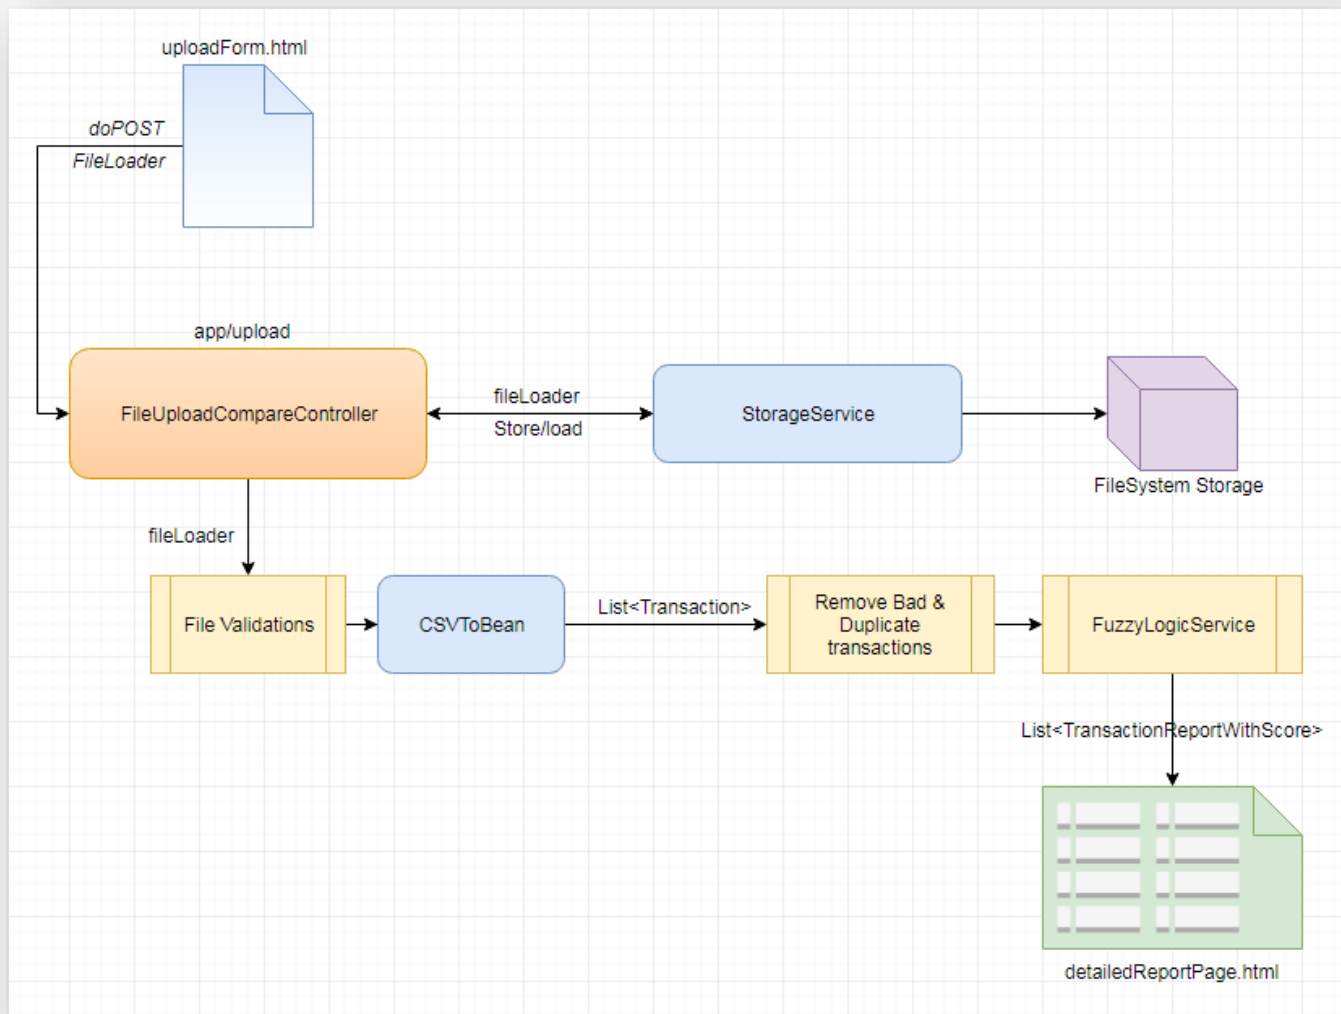 uploadForm.html
doPOST
FileLoader
app/upload
FileUploadCompareController
fileLoader
Store/load
StorageService
FileSystem Storage
fileLoader
File Validations
CSVToBean
List<Transaction>
Remove Bad &
Duplicate
transactions
FuzzyLogicService
List<TransactionReportWithScore>
detailedReportPage.html